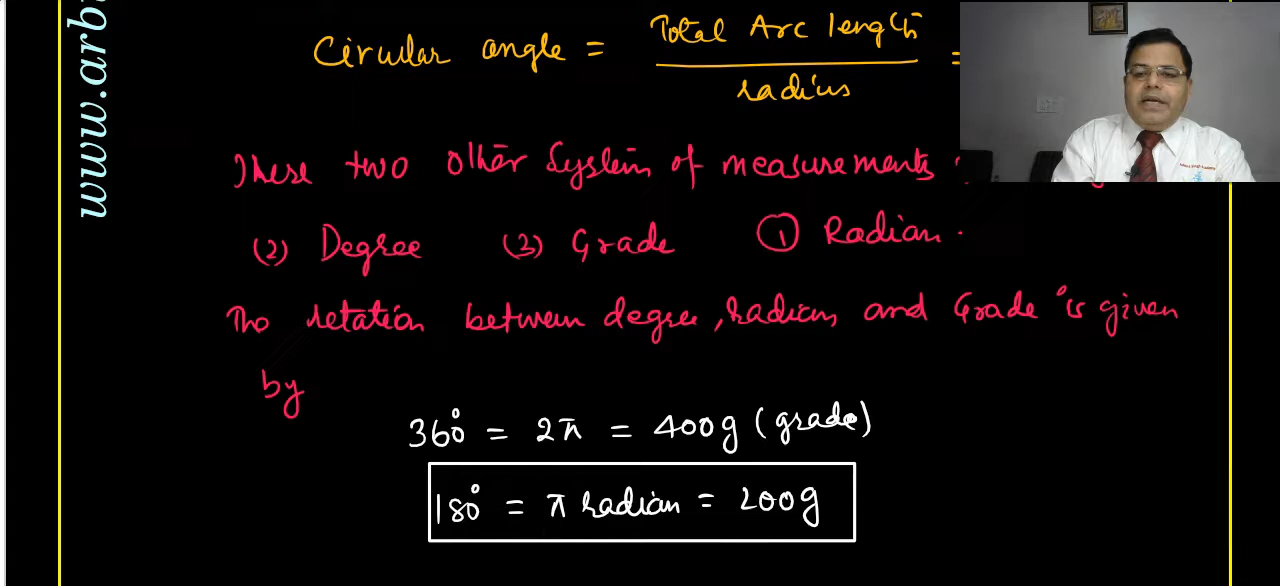 www.arb
Circular angle = Total Arc length / radius =
These two other System of measurements
(2) Degree (3) Grade ① Radian.
The relation between degree, Radian, and Grade is given
by
360° = 2π = 400g (grade)
180° = π radian = 200g